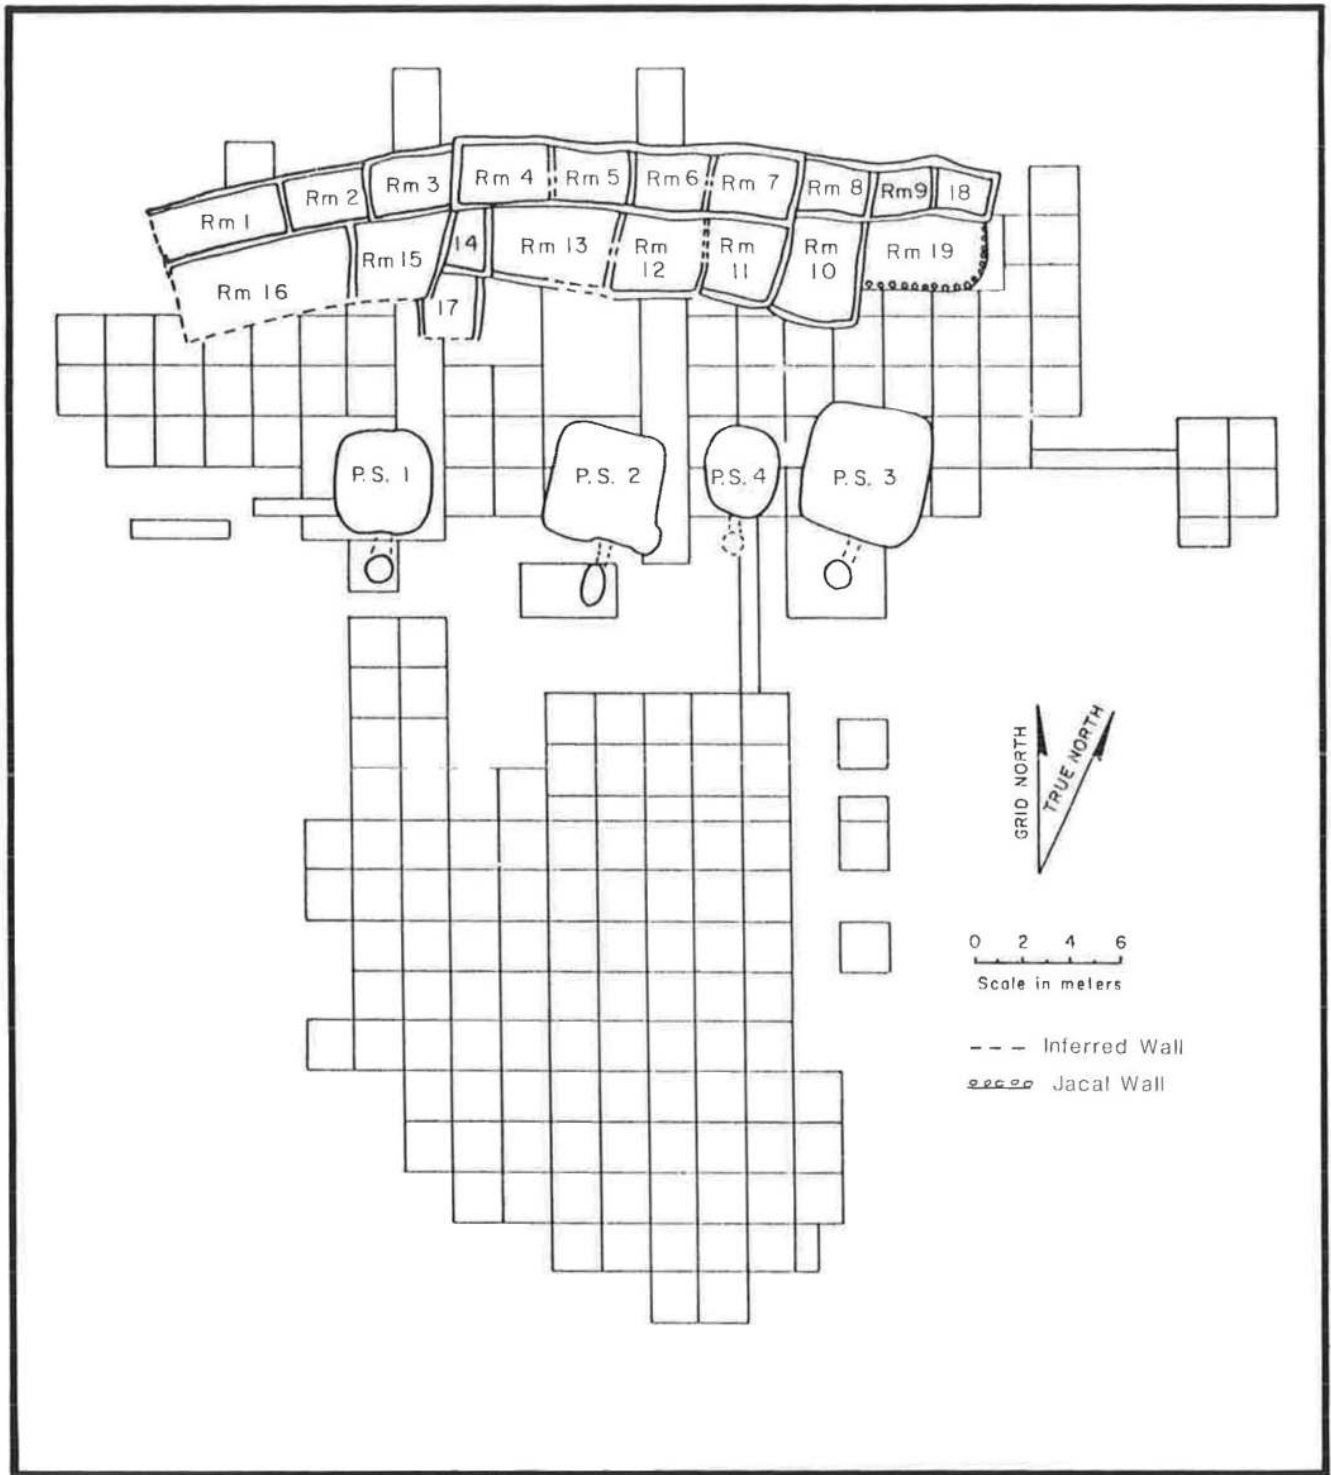 Rm 1
Rm 2
Rm 3
Rm 4
Rm 5
Rm 6
Rm 7
Rm 8
Rm 9
18
Rm 16
Rm 15
14
Rm 13
Rm
12
Rm
11
Rm
10
Rm 19
17
P.S. 1
P.S. 2
P.S. 4
P.S. 3
GRID NORTH
TRUE NORTH
0 2 4 6
Scale in meters
Inferred Wall
Jacal Wall